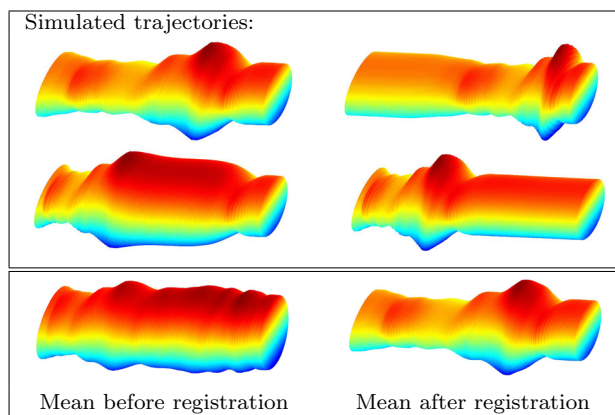 Simulated trajectories:
Mean before registration
Mean after registration